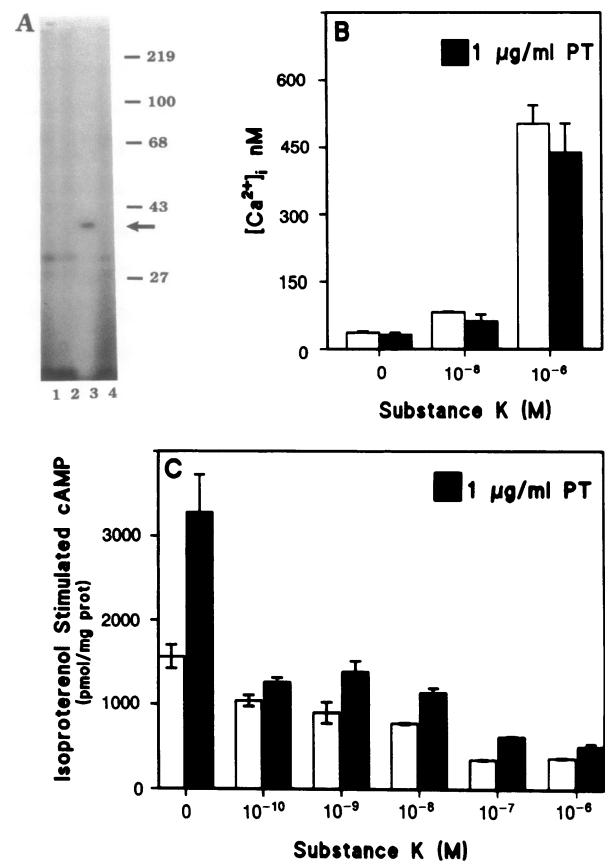 A
219
100
68
43
27
1 2 3 4
B
1 µg/ml PT
[Ca²⁺]ᵢ nM
600
450
300
150
0
0 10⁻⁸ 10⁻⁶
Substance K (M)
C
1 µg/ml PT
Isoproterenol Stimulated cAMP
(pmol/mg prot)
3000
2000
1000
0
0 10⁻¹⁰ 10⁻⁹ 10⁻⁸ 10⁻⁷ 10⁻⁶
Substance K (M)